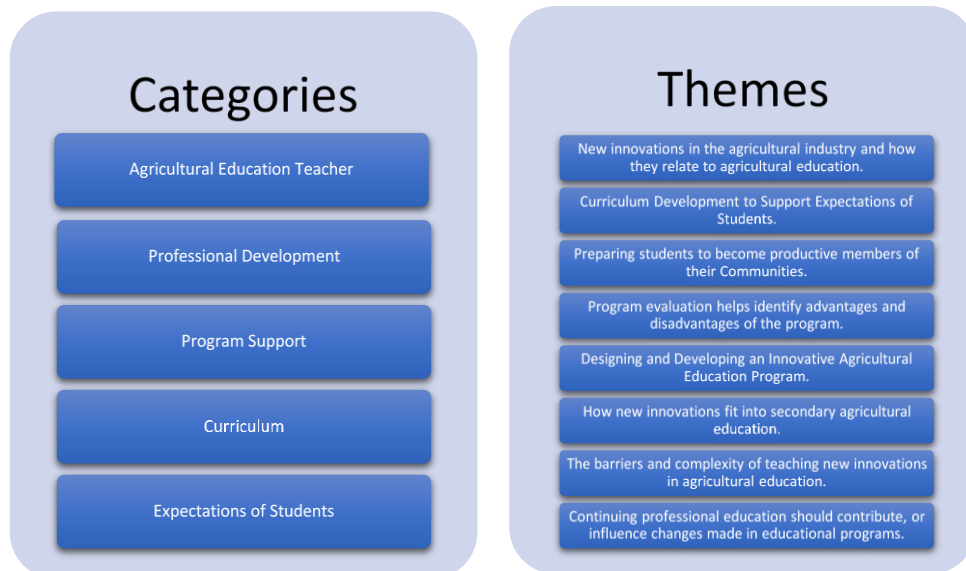 Categories
Agricultural Education Teacher
Professional Development
Program Support
Curriculum
Expectations of Students
Themes
New innovations in the agricultural industry and how
they relate to agricultural education.
Curriculum Development to Support Expectations of
Students.
Preparing students to become productive members of
their Communities.
Program evaluation helps identify advantages and
disadvantages of the program.
Designing and Developing an Innovative Agricultural
Education Program.
How new innovations fit into secondary agricultural
education.
The barriers and complexity of teaching new innovations
in agricultural education.
Continuing professional education should contribute, or
influence changes made in educational programs.